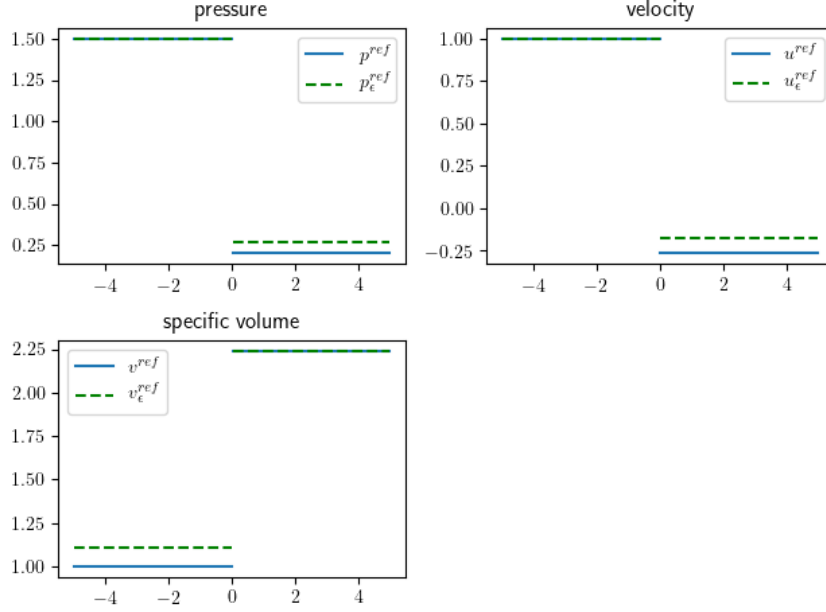 pressure
1.50
1.25
1.00
0.75
0.50
0.25
−4 −2 0 2 4
p^{ref}
p_ϵ^{ref}
velocity
1.00
0.75
0.50
0.25
0.00
−0.25
−4 −2 0 2 4
u^{ref}
u_ϵ^{ref}
specific volume
2.25
2.00
1.75
1.50
1.25
1.00
−4 −2 0 2 4
v^{ref}
v_ϵ^{ref}